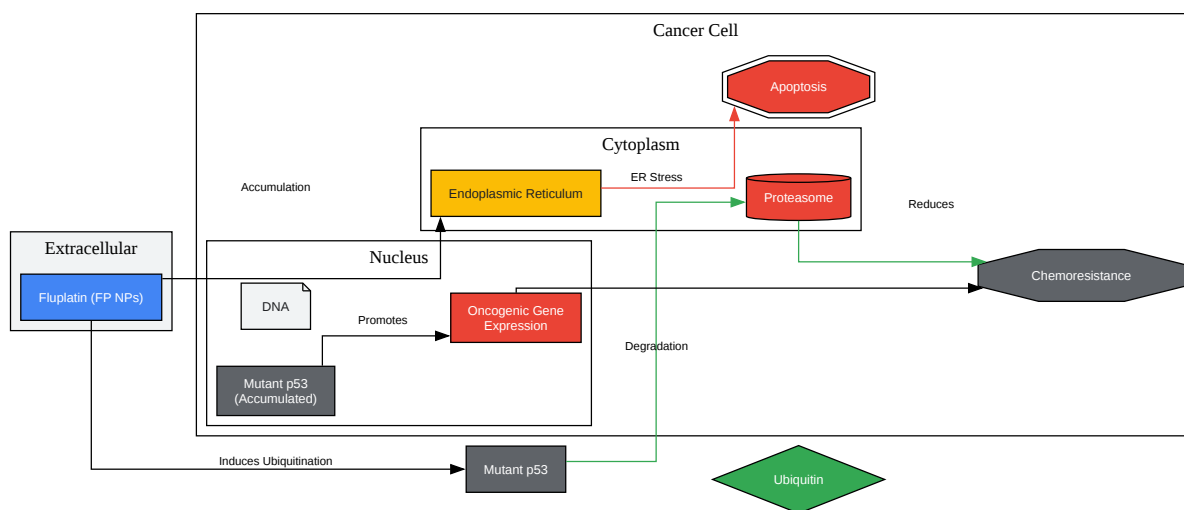 Cancer Cell
Apoptosis
Cytoplasm
ER Stress
Endoplasmic Reticulum
Proteasome
Accumulation
Reduces
Extracellular
Fluplatin (FP NPs)
Nucleus
DNA
Promotes
Oncogenic Gene
Expression
Mutant p53
(Accumulated)
Chemoresistance
Degradation
Induces Ubiquitination
Mutant p53
Ubiquitin